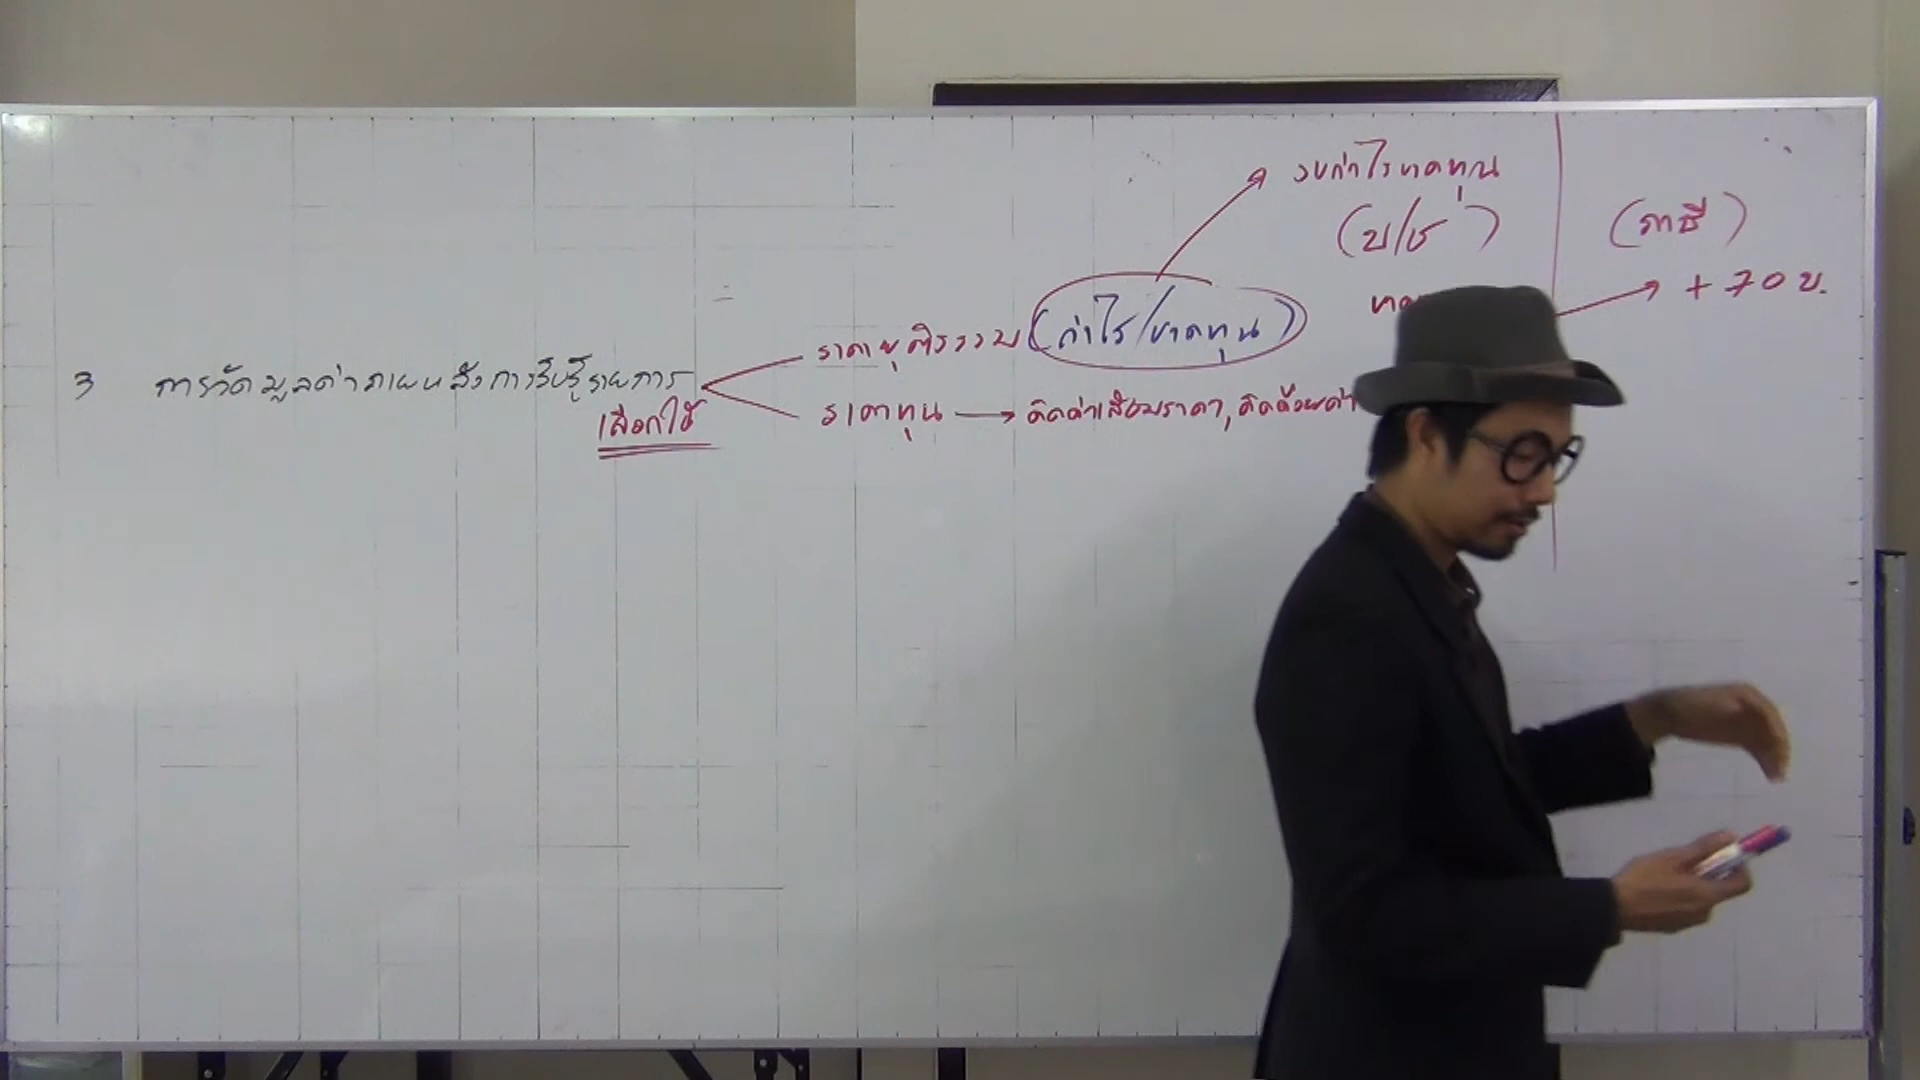 งบกำไรขาดทุน
(บ/ช) (ภาษี)
+ 70 บ.
ราคายุติธรรม (กำไร/ขาดทุน)
3 การวัดมูลค่าภายหลังการรับรู้รายการ
เลือกใช้
ราคาทุน → คิดค่าเสื่อมราคา, คิดด้อยค่า